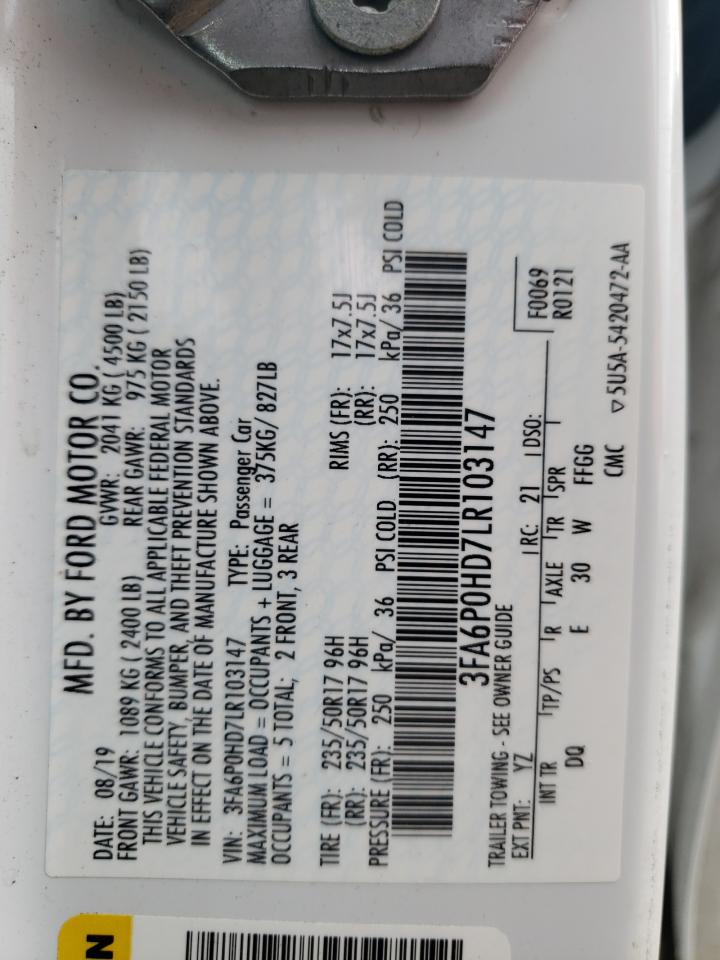 MFD. BY FORD MOTOR CO.
DATE: 08/19 GVWR: 2041 KG ( 4500 LB)
FRONT GAWR: 1089 KG ( 2400 LB) REAR GAWR: 975 KG ( 2150 LB)
THIS VEHICLE CONFORMS TO ALL APPLICABLE FEDERAL MOTOR
VEHICLE SAFETY, BUMPER, AND THEFT PREVENTION STANDARDS
IN EFFECT ON THE DATE OF MANUFACTURE SHOWN ABOVE.
VIN: 3FA6P0HD7LR103147 TYPE: Passenger Car
MAXIMUM LOAD = OCCUPANTS + LUGGAGE = 375KG/ 827LB
OCCUPANTS = 5 TOTAL; 2 FRONT, 3 REAR
TIRE (FR): 235/50R17 96H RIMS (FR): 17x7.5J
(RR): 235/50R17 96H (RR): 17x7.5J
PRESSURE (FR): 250 kPa/ 36 PSI COLD (RR): 250 kPa/ 36 PSI COLD
3FA6P0HD7LR103147
TRAILER TOWING - SEE OWNER GUIDE F0069
EXT PNT: YZ RC: 21 DSO: R0121
INT TR TP/PS R AXLE TR SPR
DQ E 30 W FFGG
CMC ▽5U5A-5420472-AA
N